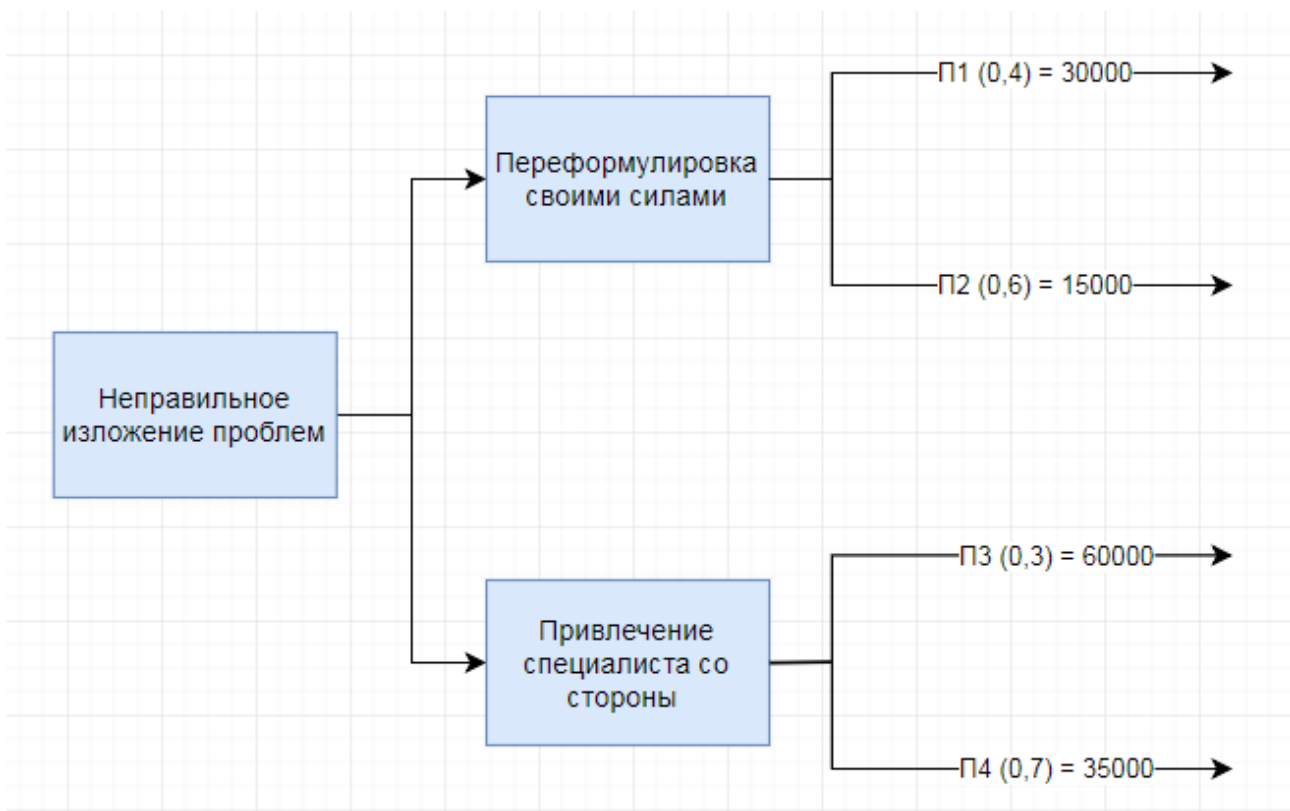 П1 (0,4) = 30000
Переформулировка
своими силами
П2 (0,6) = 15000
Неправильное
изложение проблем
П3 (0,3) = 60000
Привлечение
специалиста со
стороны
П4 (0,7) = 35000